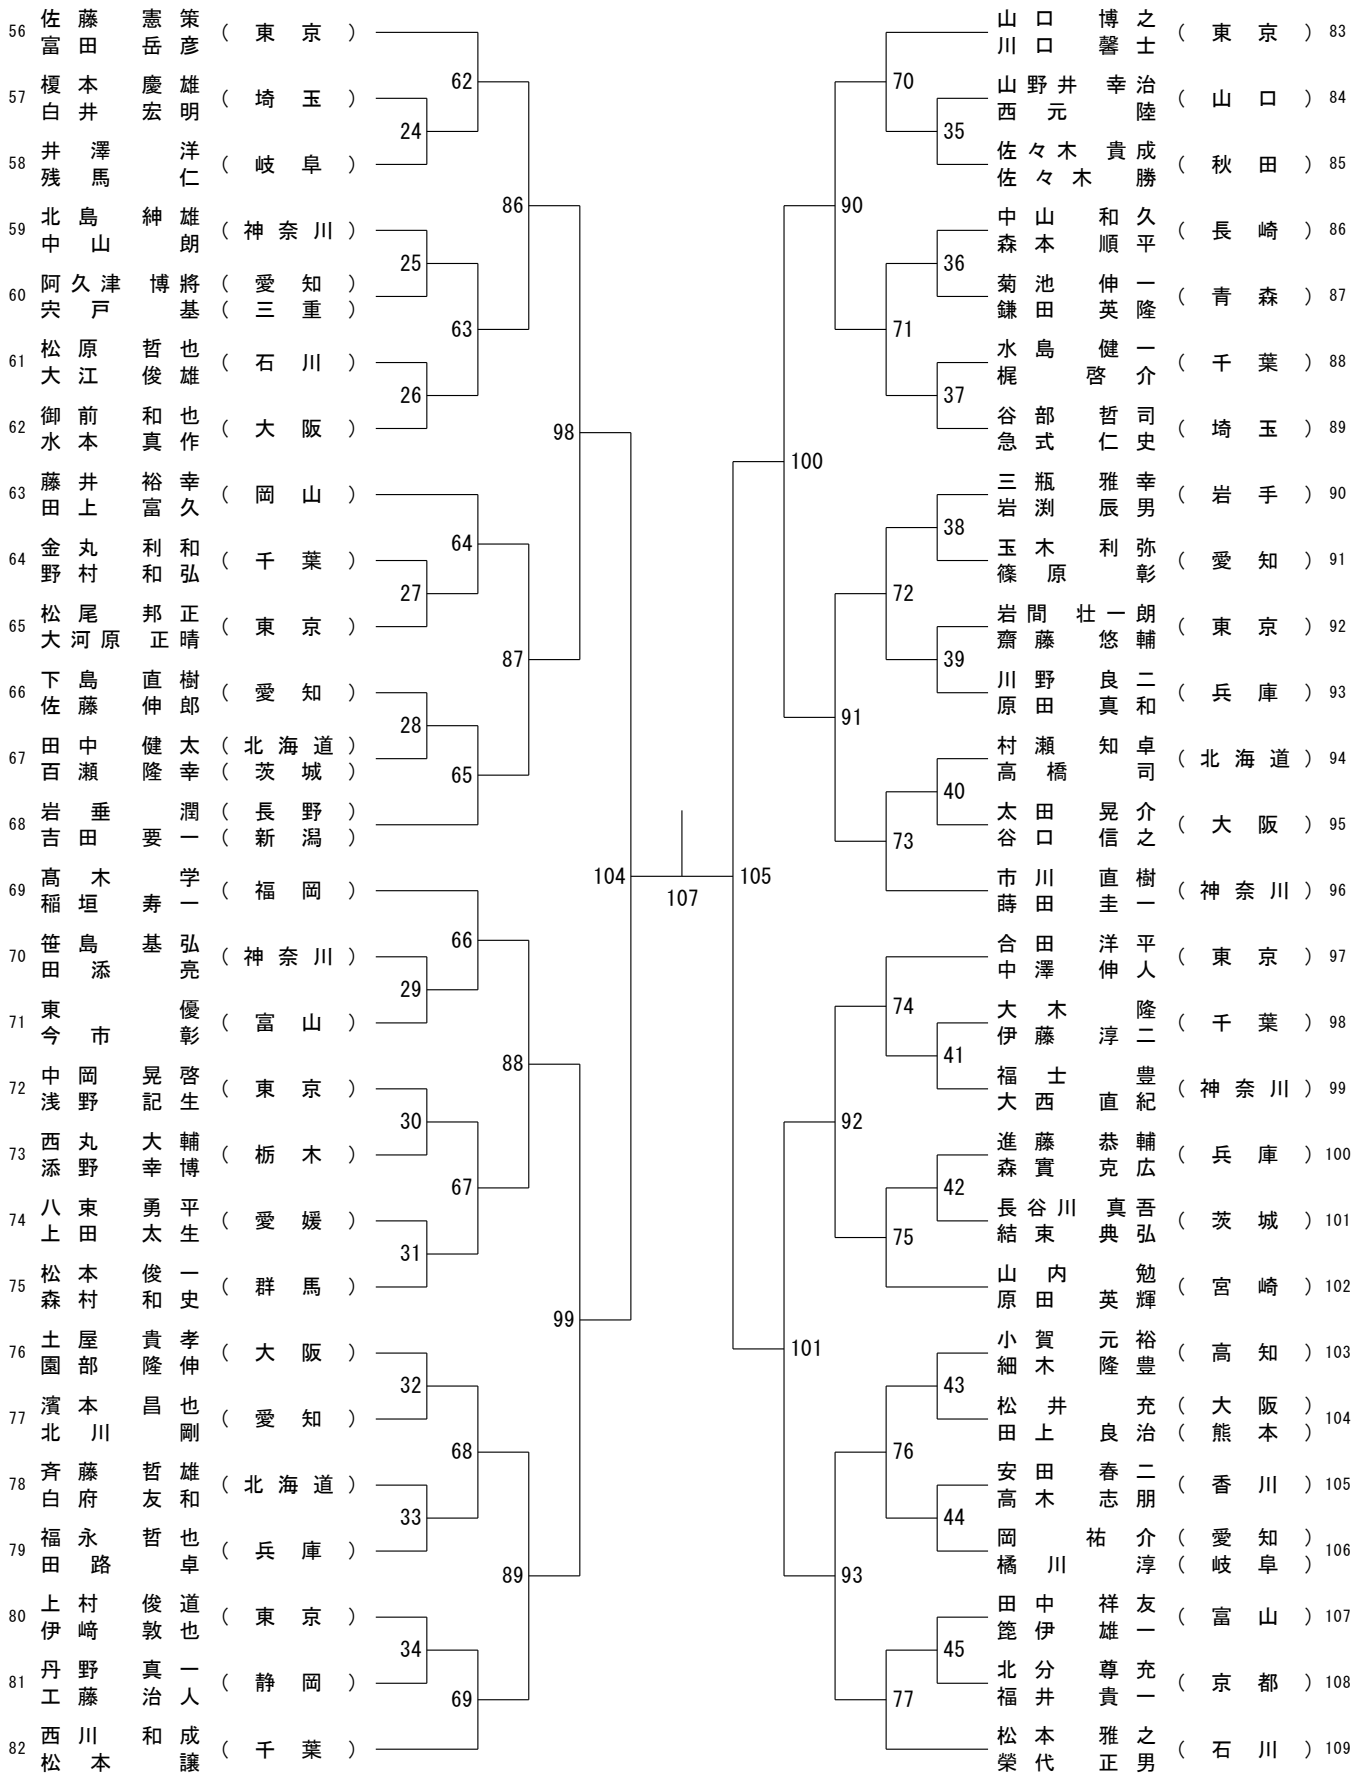 56 佐藤 憲策 (東京)
富田 岳彦
57 榎本 慶雄 (埼玉)
白井 宏明
58 井澤 洋 (岐阜)
残馬 仁
59 北島 紳雄 (神奈川)
中山 朗
60 阿久津 博將 (愛知)
宍戸 基 (三重)
61 松原 哲也 (石川)
大江 俊雄
62 御前 和也 (大阪)
水本 真作
63 藤井 裕幸 (岡山)
田上 富久
64 金丸 利和 (千葉)
野村 和弘
65 松尾 邦正 (東京)
大河原 正晴
66 下島 直樹 (愛知)
佐藤 伸郎
67 田中 健太 (北海道)
百瀬 隆幸 (茨城)
68 岩垂 潤 (長野)
吉田 要一 (新潟)
69 髙木 学 (福岡)
稲垣 寿一
70 笹島 基弘 (神奈川)
田添 亮
71 東 優 (富山)
今市 彰
72 中岡 晃啓 (東京)
浅野 記生
73 西丸 大輔 (栃木)
添野 幸博
74 八束 勇平 (愛媛)
上田 太生
75 松本 俊一 (群馬)
森村 和史
76 土屋 貴孝 (大阪)
園部 隆伸
77 濱本 昌也 (愛知)
北川 剛
78 斉藤 哲雄 (北海道)
白府 友和
79 福永 哲也 (兵庫)
田路 卓
80 上村 俊道 (東京)
伊﨑 敦也
81 丹野 真一 (静岡)
工藤 治人
82 西川 和成 (千葉)
松本 譲
62
24
86
25
63
26
98
64
27
87
28
65
104
66
29
88
30
67
31
99
32
68
33
89
34
69
107
105
70
35
90
36
71
37
100
38
72
39
91
40
73
74
41
92
42
75
101
43
76
44
93
45
77
山口 博之 (東京) 83
川口 馨士
山野井 幸治 (山口) 84
西元 陸
佐々木 貴成 (秋田) 85
佐々木 勝
中山 和久 (長崎) 86
森本 順平
菊池 伸一 (青森) 87
鎌田 英隆
水島 健一 (千葉) 88
梶 啓介
谷部 哲司 (埼玉) 89
急式 仁史
三瓶 雅幸 (岩手) 90
岩渕 辰男
玉木 利弥 (愛知) 91
篠原 彰
岩間 壮一朗 (東京) 92
齋藤 悠輔
川野 良二 (兵庫) 93
原田 真和
村瀬 知卓 (北海道) 94
高橋 司
太田 晃介 (大阪) 95
谷口 信之
市川 直樹 (神奈川) 96
蒔田 圭一
合田 洋平 (東京) 97
中澤 伸人
大木 隆 (千葉) 98
伊藤 淳二
福士 豊 (神奈川) 99
大西 直紀
進藤 恭輔 (兵庫) 100
森實 克広
長谷川 真吾 (茨城) 101
結束 典弘
山内 勉 (宮崎) 102
原田 英輝
小賀 元裕 (高知) 103
細木 隆豊
松井 充 (大阪) 104
田上 良治 (熊本)
安田 春二 (香川) 105
高木 志朋
岡 祐介 (愛知) 106
橘川 淳 (岐阜)
田中 祥友 (富山) 107
箆伊 雄一
北分 尊充 (京都) 108
福井 貴一
松本 雅之 (石川) 109
榮代 正男